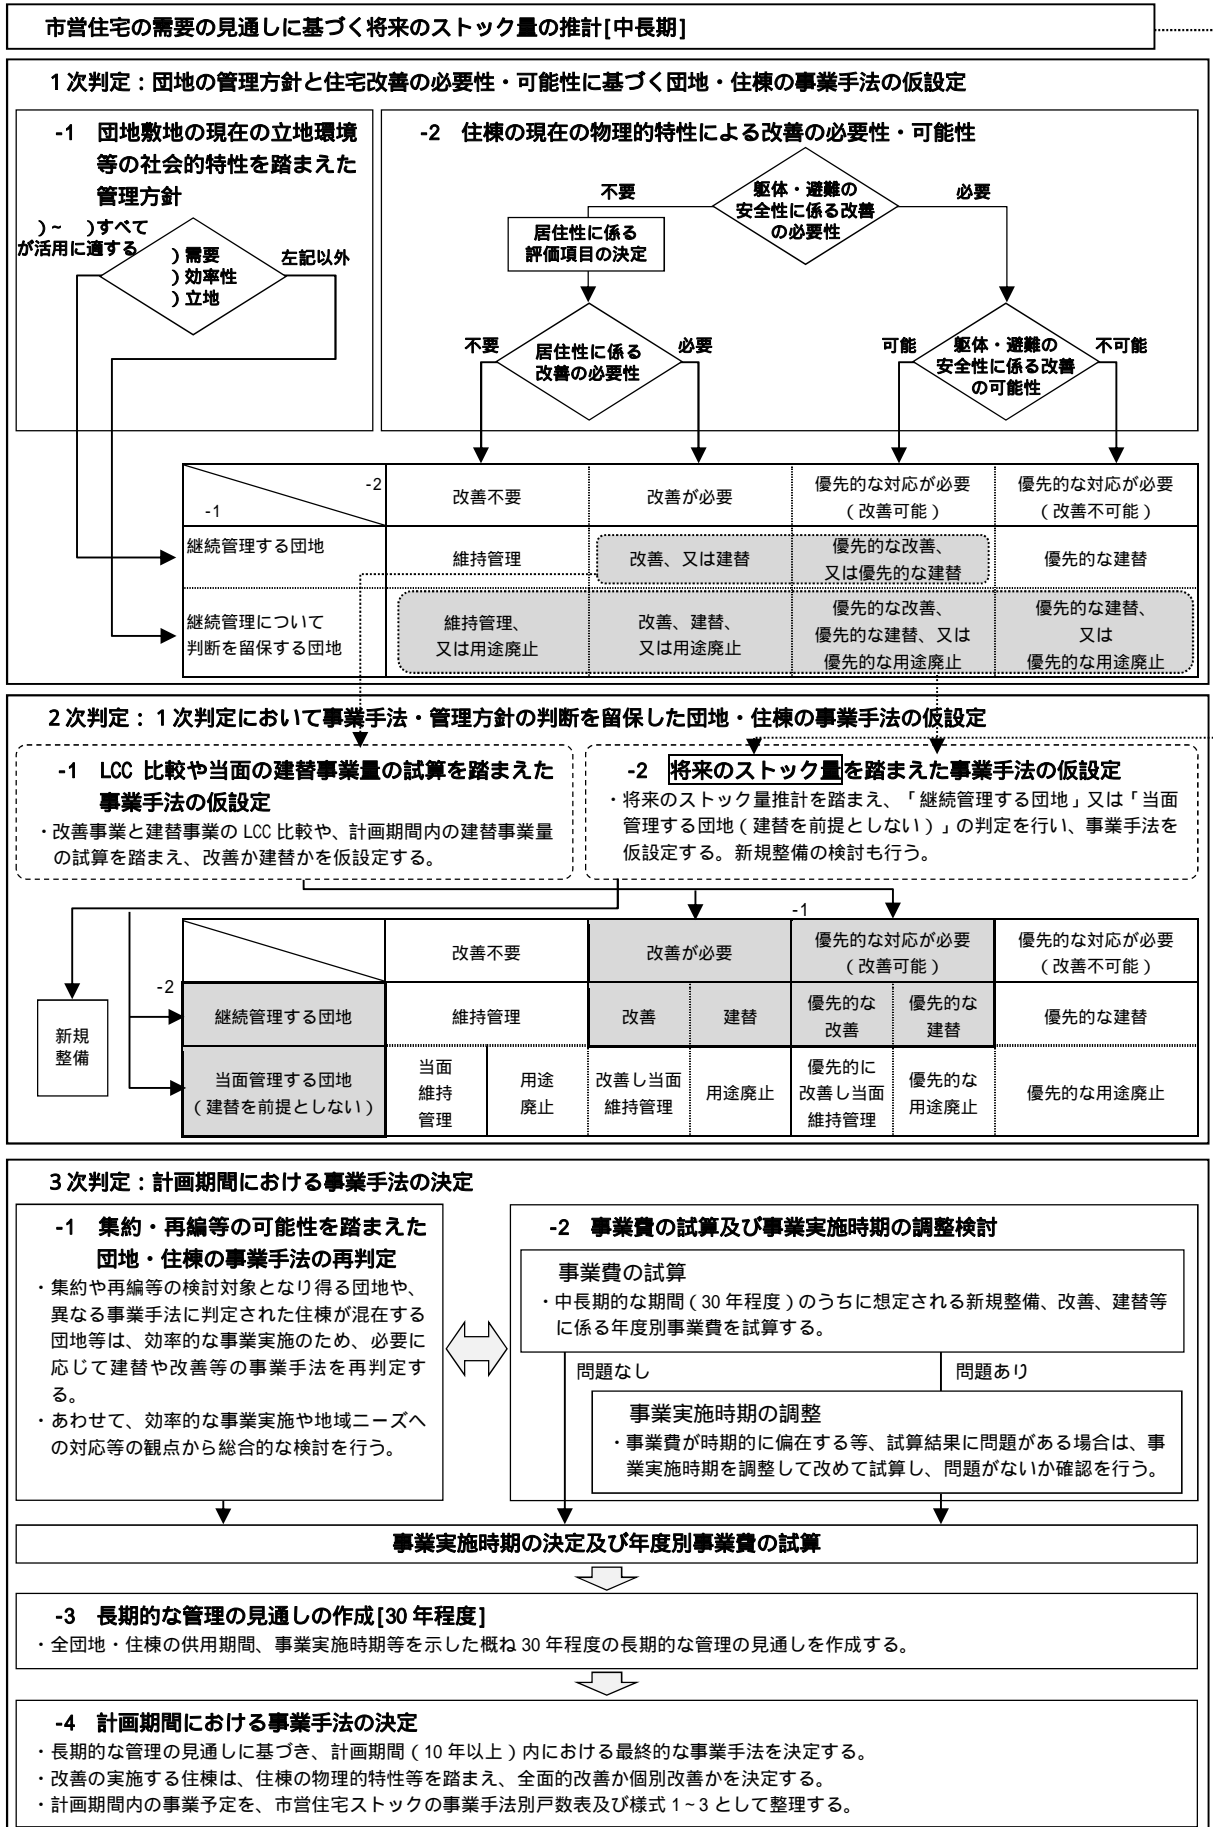 市営住宅の需要の見通しに基づく将来のストック量の推計[中長期]
1次判定：団地の管理方針と住宅改善の必要性・可能性に基づく団地・住棟の事業手法の仮設定
-1 団地敷地の現在の立地環境
等の社会的特性を踏まえた
管理方針
）～ ）すべて
が活用に適する
）需要
）効率性
）立地
左記以外
-2 住棟の現在の物理的特性による改善の必要性・可能性
不要
躯体・避難の
安全性に係る改善
の必要性
必要
居住性に係る
評価項目の決定
不要
居住性に係る
改善の必要性
必要
可能
躯体・避難の
安全性に係る改善
の可能性
不可能
-2
-1
改善不要
改善が必要
優先的な対応が必要
（改善可能）
優先的な対応が必要
（改善不可能）
継続管理する団地
維持管理
改善、又は建替
優先的な改善、
又は優先的な建替
優先的な建替
継続管理について
判断を留保する団地
維持管理、
又は用途廃止
改善、建替、
又は用途廃止
優先的な改善、
優先的な建替、又は
優先的な用途廃止
優先的な建替、
又は
優先的な用途廃止
2次判定：1次判定において事業手法・管理方針の判断を留保した団地・住棟の事業手法の仮設定
-1 LCC 比較や当面の建替事業量の試算を踏まえた
事業手法の仮設定
・改善事業と建替事業の LCC 比較や、計画期間内の建替事業量
の試算を踏まえ、改善か建替かを仮設定する。
-2 将来のストック量を踏まえた事業手法の仮設定
・将来のストック量推計を踏まえ、「継続管理する団地」又は「当面
管理する団地（建替を前提としない）」の判定を行い、事業手法を
仮設定する。新規整備の検討も行う。
-1
-2
改善不要
改善が必要
優先的な対応が必要
（改善可能）
優先的な対応が必要
（改善不可能）
新規
整備
継続管理する団地
維持管理
改善
建替
優先的な
改善
優先的な
建替
優先的な建替
当面管理する団地
（建替を前提としない）
当面
維持
管理
用途
廃止
改善し当面
維持管理
用途廃止
優先的に
改善し当面
維持管理
優先的な
用途廃止
優先的な用途廃止
3次判定：計画期間における事業手法の決定
-1 集約・再編等の可能性を踏まえた
団地・住棟の事業手法の再判定
・集約や再編等の検討対象となり得る団地や、
異なる事業手法に判定された住棟が混在する
団地等は、効率的な事業実施のため、必要に
応じて建替や改善等の事業手法を再判定す
る。
・あわせて、効率的な事業実施や地域ニーズへ
の対応等の観点から総合的な検討を行う。
-2 事業費の試算及び事業実施時期の調整検討
事業費の試算
・中長期的な期間（30 年程度）のうちに想定される新規整備、改善、建替等
に係る年度別事業費を試算する。
問題なし
問題あり
事業実施時期の調整
・事業費が時期的に偏在する等、試算結果に問題がある場合は、事
業実施時期を調整して改めて試算し、問題がないか確認を行う。
事業実施時期の決定及び年度別事業費の試算
-3 長期的な管理の見通しの作成[30 年程度]
・全団地・住棟の供用期間、事業実施時期等を示した概ね 30 年程度の長期的な管理の見通しを作成する。
-4 計画期間における事業手法の決定
・長期的な管理の見通しに基づき、計画期間（10 年以上）内における最終的な事業手法を決定する。
・改善の実施する住棟は、住棟の物理的特性等を踏まえ、全面的改善か個別改善かを決定する。
・計画期間内の事業予定を、市営住宅ストックの事業手法別戸数表及び様式 1～3 として整理する。